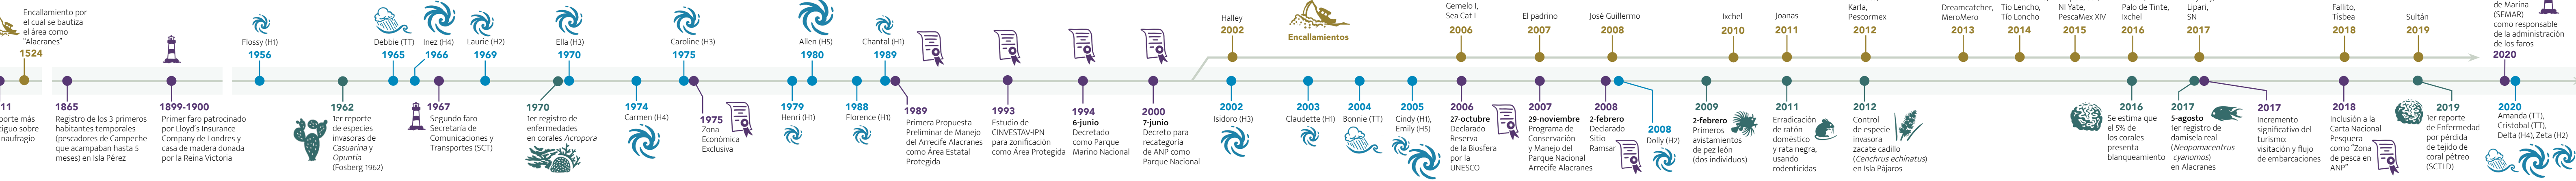 Encallamiento por
el cual se bautiza
el área como
"Alacranes"
1524
11
porte más
tiguo sobre
naufragio
1865
Registro de los 3 primeros
habitantes temporales
(pescadores de Campeche
que acampaban hasta 5
meses) en Isla Pérez
1899-1900
Primer faro patrocinado
por Lloyd´s Insurance
Company de Londres y
casa de madera donada
por la Reina Victoria
Flossy (H1)
1956
1962
1er reporte
de especies
invasoras de
Casuarina y
Opuntia
(Fosberg 1962)
Debbie (TT)
1965
Inez (H4)
1966
1967
Segundo faro
Secretaría de
Comunicaciones y
Transportes (SCT)
Laurie (H2)
1969
Ella (H3)
1970
1970
1er registro de
enfermedades
en corales Acropora
1974
Carmen (H4)
Caroline (H3)
1975
1975
Zona
Económica
Exclusiva
1979
Henri (H1)
Allen (H5)
1980
1988
Florence (H1)
Chantal (H1)
1989
1989
Primera Propuesta
Preliminar de Manejo
del Arrecife Alacranes
como Área Estatal
Protegida
1993
Estudio de
CINVESTAV-IPN
para zonificación
como Área Protegida
1994
6-junio
Decretado
como Parque
Marino Nacional
2000
7-junio
Decreto para
recategoría
de ANP como
Parque Nacional
Halley
2002
2002
Isidoro (H3)
Encallamientos
2003
Claudette (H1)
2004
Bonnie (TT)
2005
Cindy (H1),
Emily (H5)
Gemelo I,
Sea Cat I
2006
2006
27-octubre
Declarado
Reserva
de la Biosfera
por la
UNESCO
El padrino
2007
2007
29-noviembre
Programa de
Conservación
y Manejo del
Parque Nacional
Arrecife Alacranes
José Guillermo
2008
2008
2-febrero
Declarado
Sitio
Ramsar
2008
Dolly (H2)
2009
2-febrero
Primeros
avistamientos
de pez león
(dos individuos)
Ixchel
2010
Joanas
2011
2011
Erradicación
de ratón
doméstico
y rata negra,
usando
rodenticidas
Karla,
Pescormex
2012
2012
Control
de especie
invasora
zacate cadillo
(Cenchrus echinatus)
en Isla Pájaros
Dreamcatcher,
MeroMero
2013
Tío Lencho,
Tío Loncho
2014
NI Yate,
PescaMex XIV
2015
Palo de Tinte,
Ixchel
2016
2016
Se estima que
el 5% de
los corales
presenta
blanqueamiento
Lipari,
SN
2017
2017
5-agosto
1er registro de
damisela real
(Neopomacentrus
cyanomos)
en Alacranes
2017
Incremento
significativo del
turismo:
visitación y flujo
de embarcaciones
Fallito,
Tisbea
2018
2018
Inclusión a la
Carta Nacional
Pesquera
como "Zona
de pesca en
ANP"
Sultán
2019
2019
1er reporte
de Enfermedad
por pérdida
de tejido de
coral pétreo
(SCTLD)
de Marina
(SEMAR)
como responsable
de la administración
de los faros
2020
2020
Amanda (TT),
Cristobal (TT),
Delta (H4), Zeta (H2)